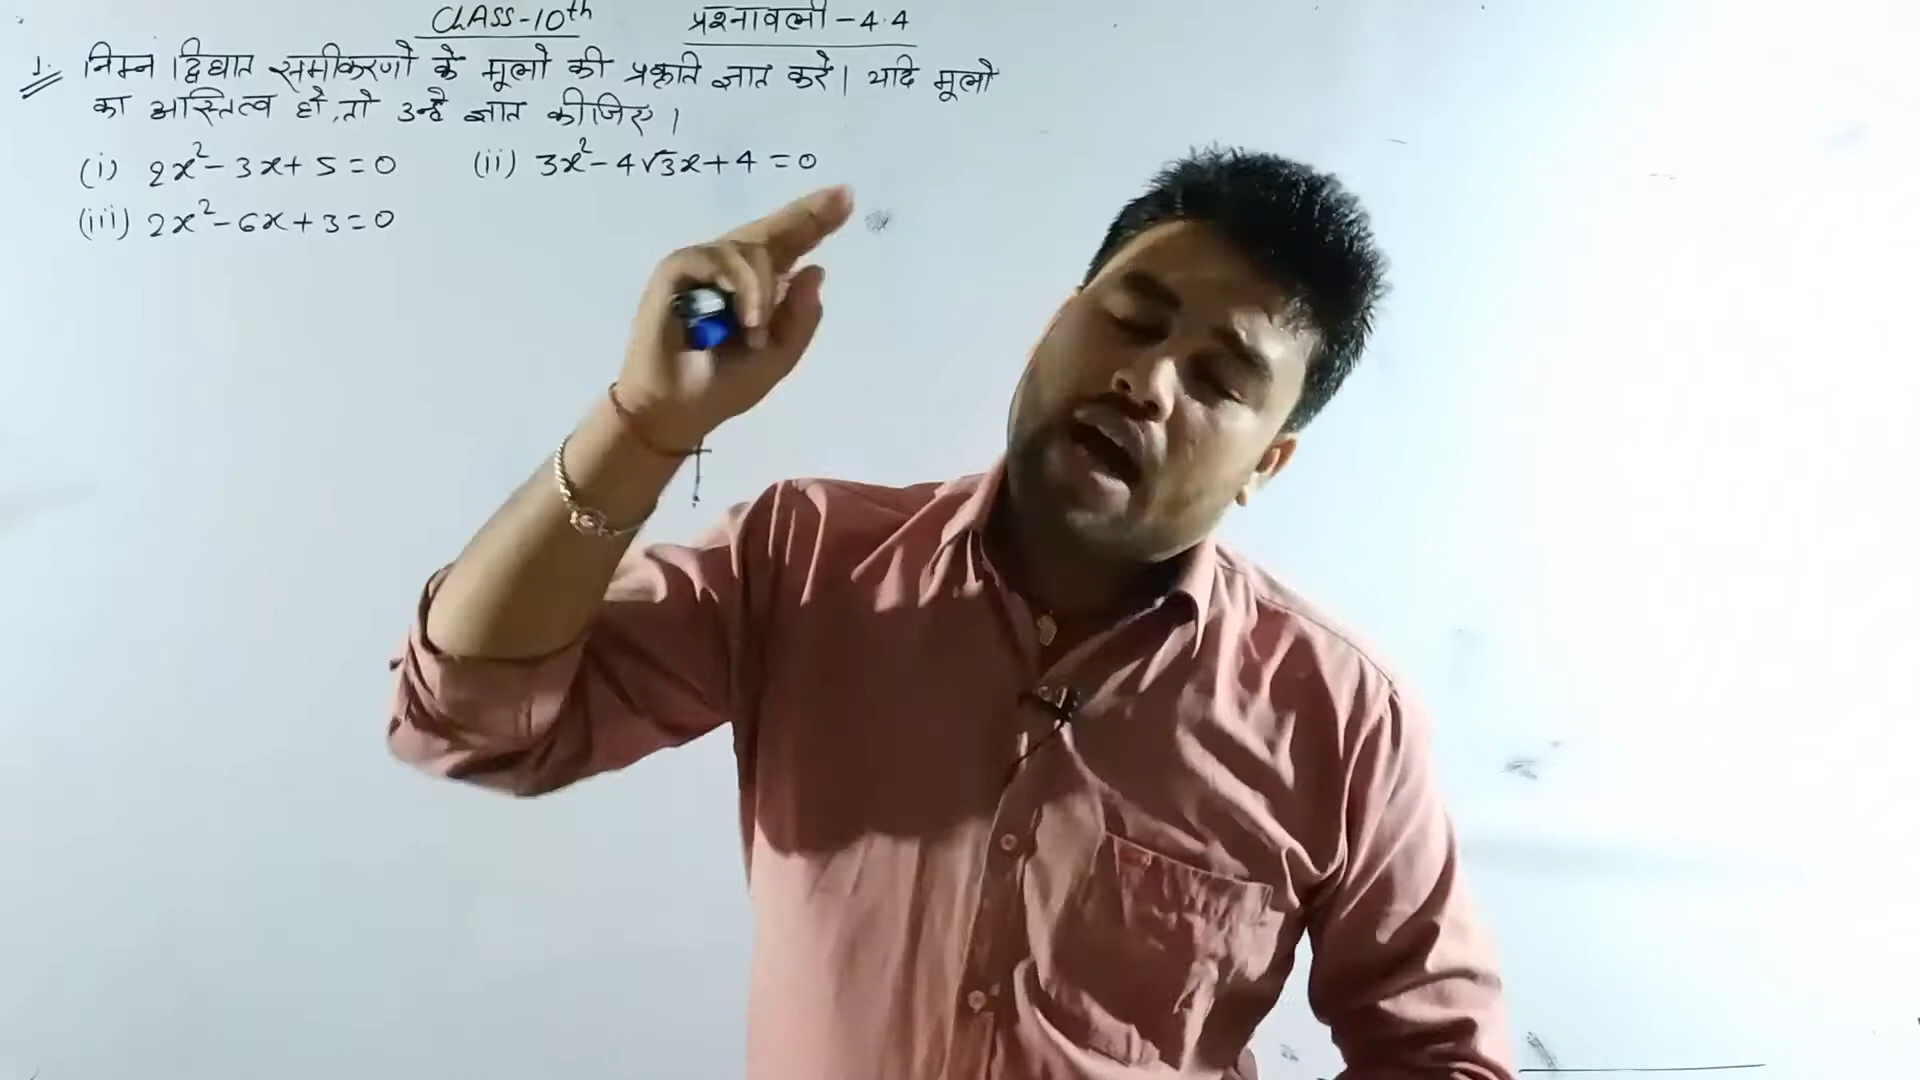 CLASS-10th प्रश्नावली-4.4
1. निम्न द्विघात समीकरणो के मूलो की प्रकृति ज्ञात करे। यदि मूलो
का अस्तित्व हो, तो उन्हे ज्ञात कीजिए।
(i) 2x²-3x+5=0 (ii) 3x²-4√3x+4=0
(iii) 2x²-6x+3=0